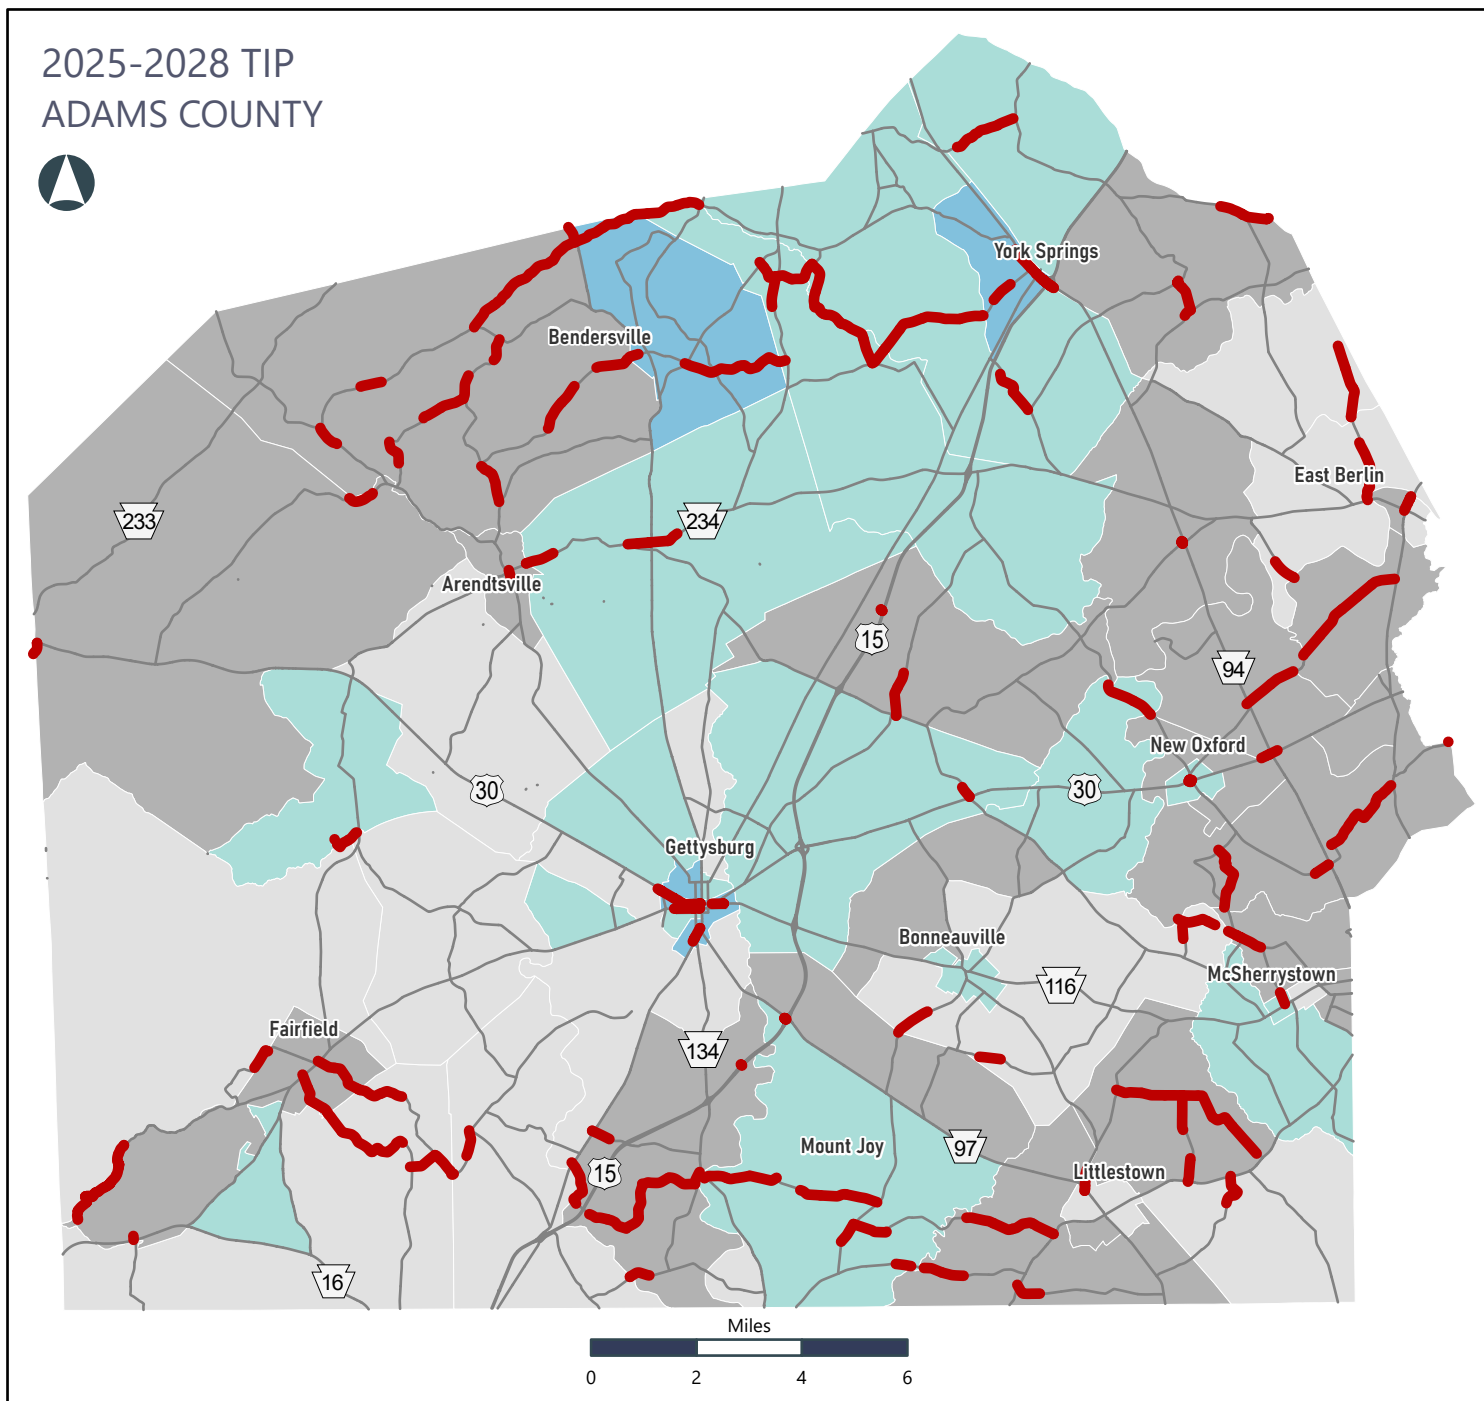 2025-2028 TIP
ADAMS COUNTY
York Springs
Bendersville
East Berlin
233
234
Arendtsville
15
94
New Oxford
30
30
Gettysburg
Bonneauville
McSherrystown
116
Fairfield
134
Mount Joy
97
15
Littlestown
16
Miles
0 2 4 6